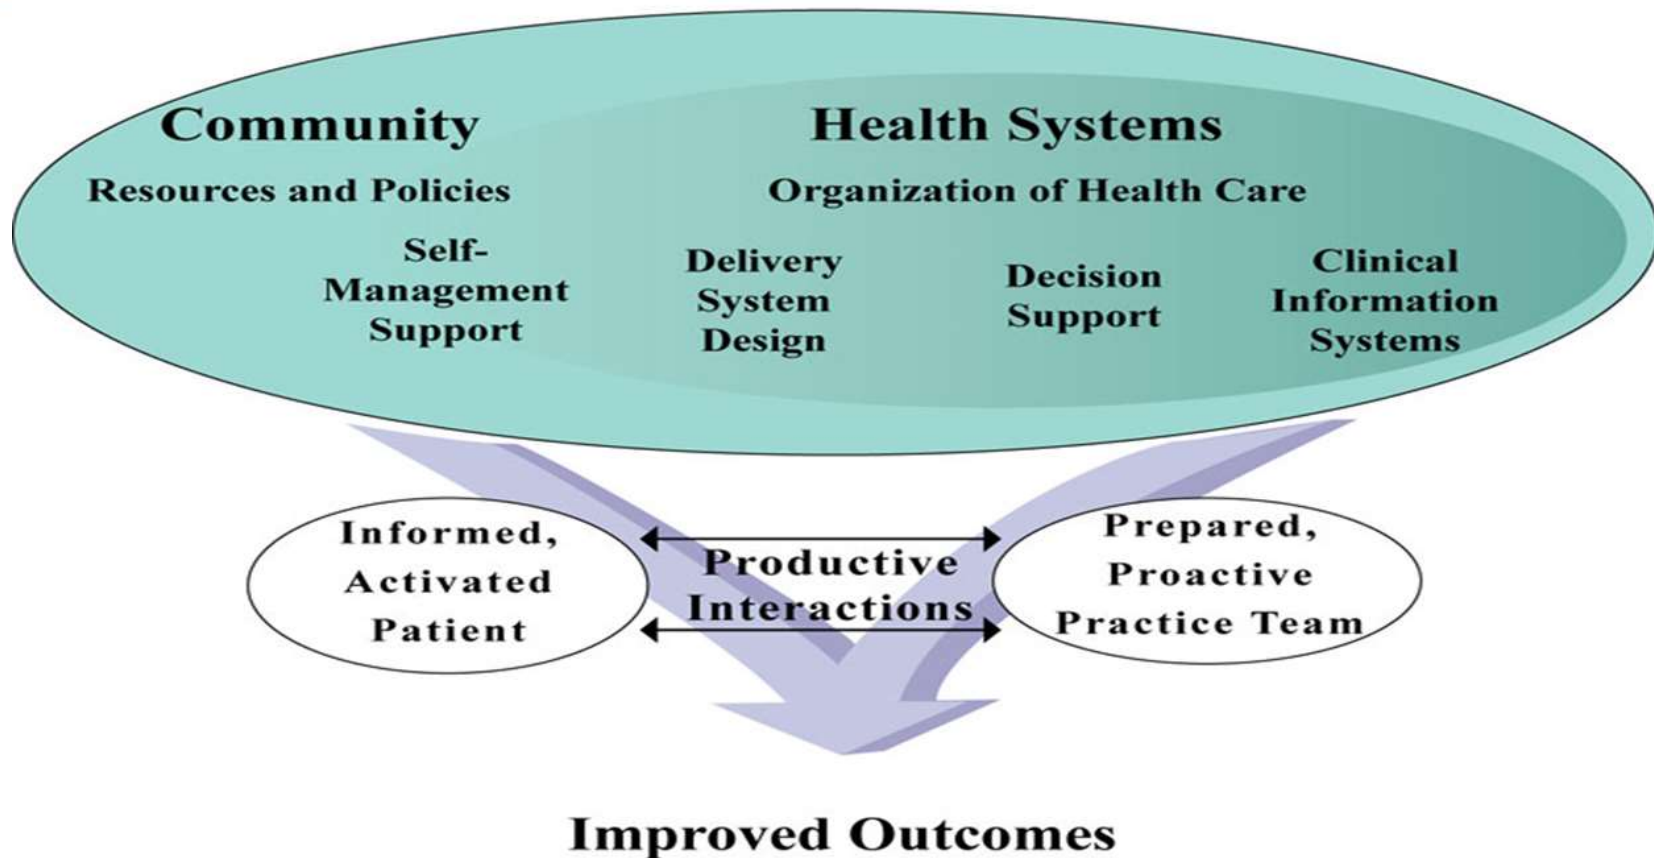 Community
Health Systems
Resources and Policies
Organization of Health Care
Self-
Management
Support
Delivery
System
Design
Decision
Support
Clinical
Information
Systems
Informed,
Activated
Patient
Productive
Interactions
Prepared,
Proactive
Practice Team
Improved Outcomes